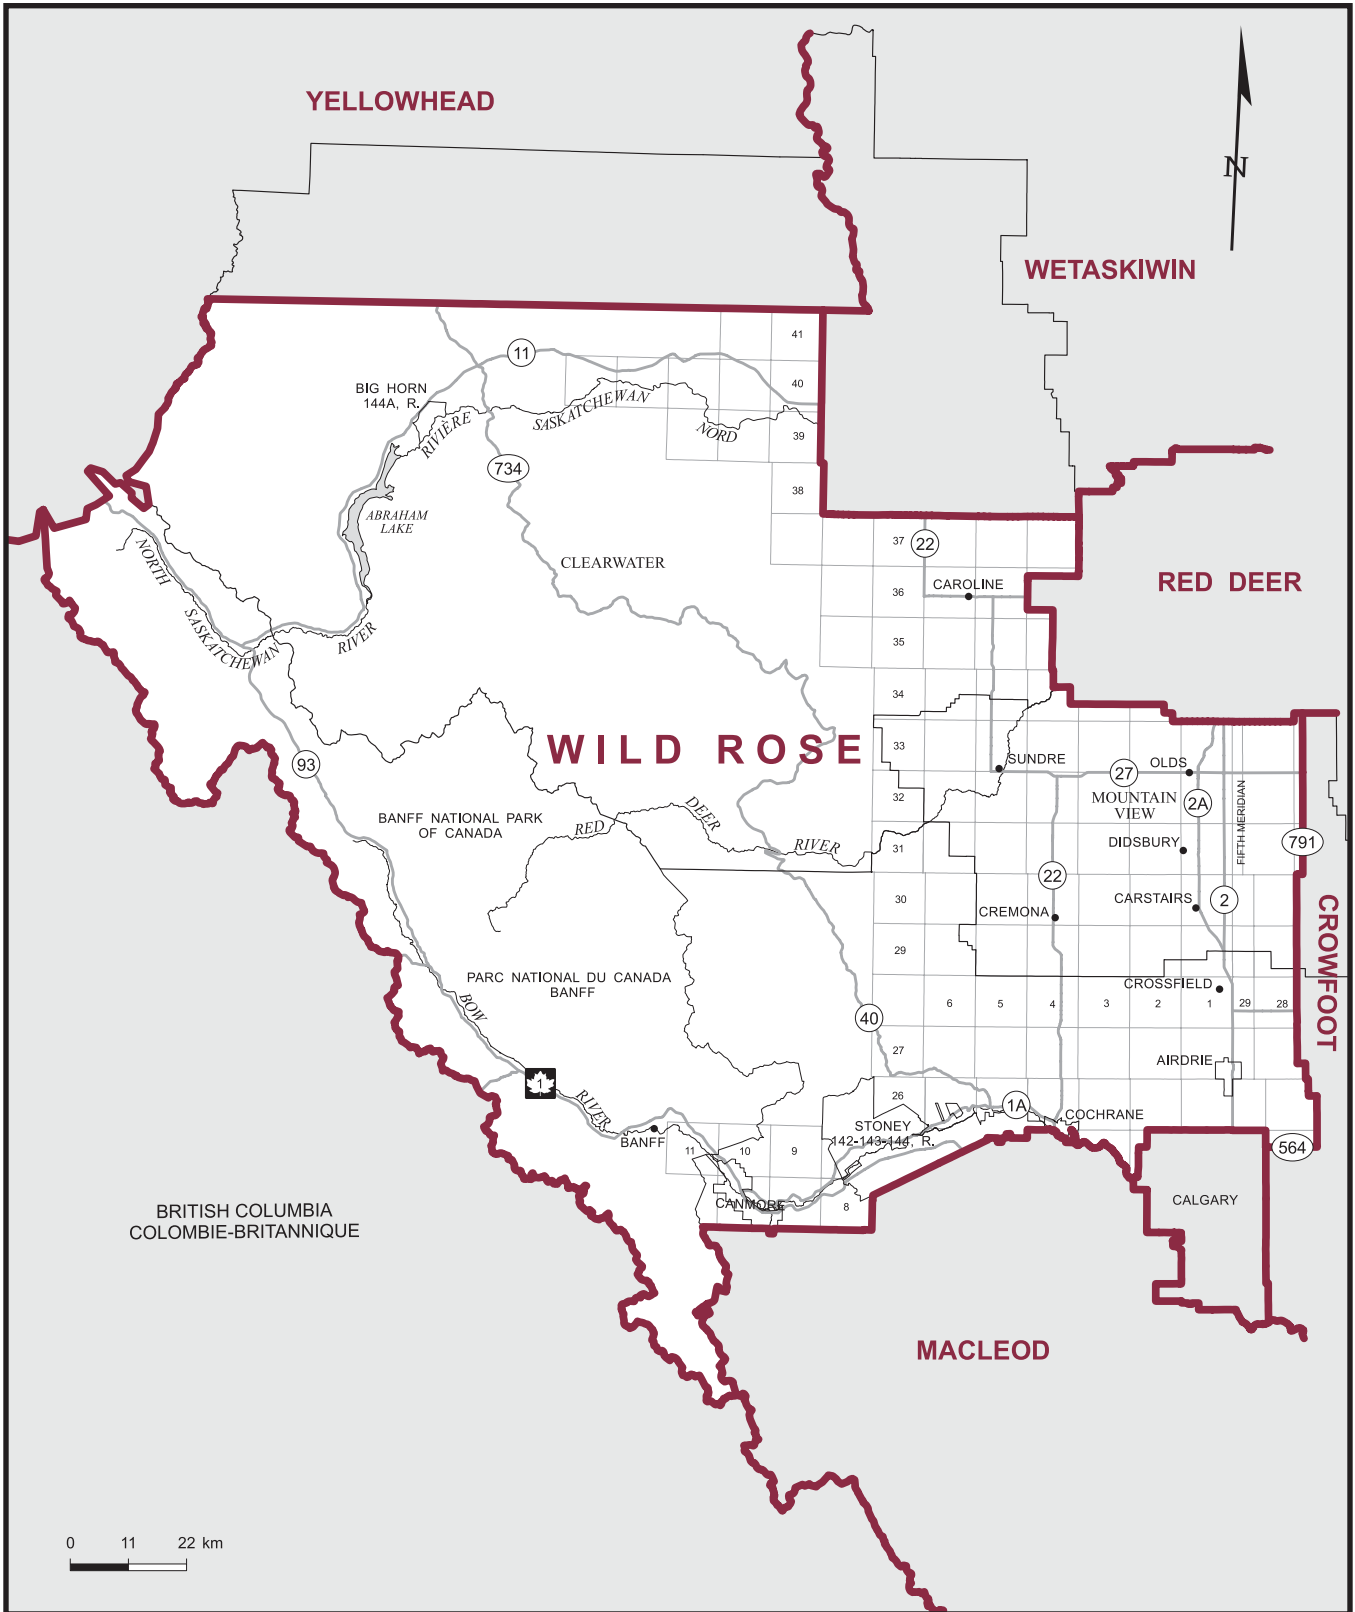 YELLOWHEAD
N
WETASKIWIN
41
11
BIG HORN
144A, R.
40
RIVIÈRE
SASKATCHEWAN
NORD
39
734
38
ABRAHAM
LAKE
37
22
NORTH
SASKATCHEWAN
RIVER
CLEARWATER
CAROLINE
36
RED DEER
35
34
WILD ROSE
33
93
SUNDRE
27
OLDS
32
MOUNTAIN
VIEW
2A
FIFTH MERIDIAN
BANFF NATIONAL PARK
OF CANADA
RED
DEER
RIVER
31
DIDSBURY
791
22
30
CREMONA
CARSTAIRS
2
CROWFOOT
29
PARC NATIONAL DU CANADA
BANFF
BOW
RIVER
CROSSFIELD
6
5
4
3
2
1
29
28
40
27
AIRDRIE
1
26
1A
COCHRANE
STONEY
142-143-144, R.
BANFF
11
10
9
564
CANMORE
8
CALGARY
BRITISH COLUMBIA
COLOMBIE-BRITANNIQUE
MACLEOD
0 11 22 km